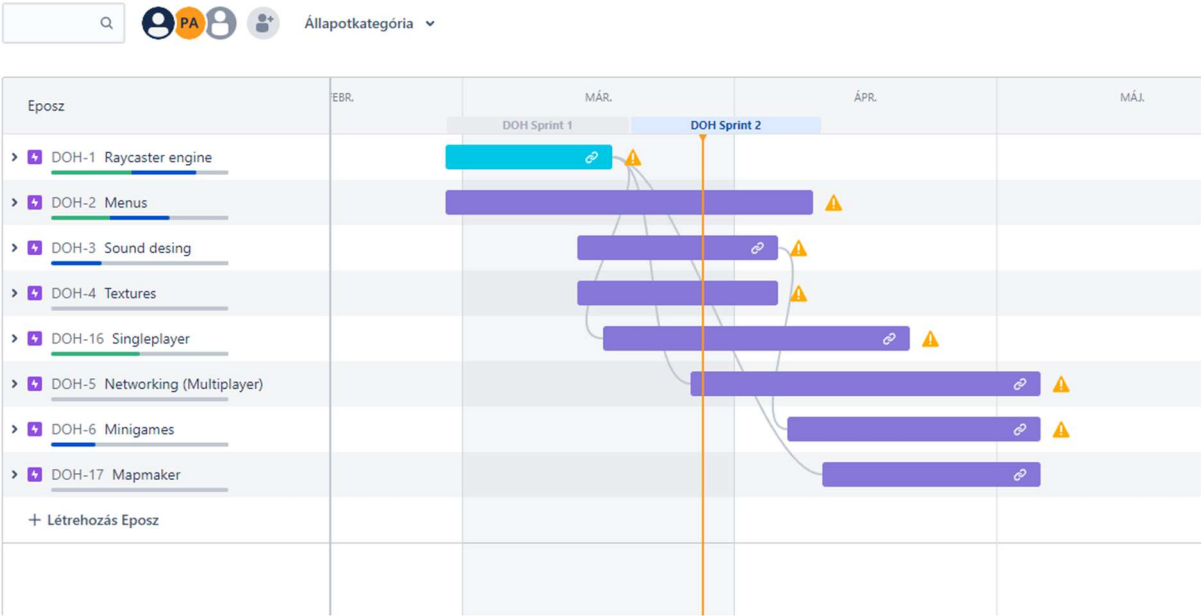 PA
Állapotkategória
Eposz
FEBR.
MÁR.
ÁPR.
MÁJ.
DOH Sprint 1
DOH Sprint 2
DOH-1 Raycaster engine
DOH-2 Menus
DOH-3 Sound desing
DOH-4 Textures
DOH-16 Singleplayer
DOH-5 Networking (Multiplayer)
DOH-6 Minigames
DOH-17 Mapmaker
+ Létrehozás Eposz